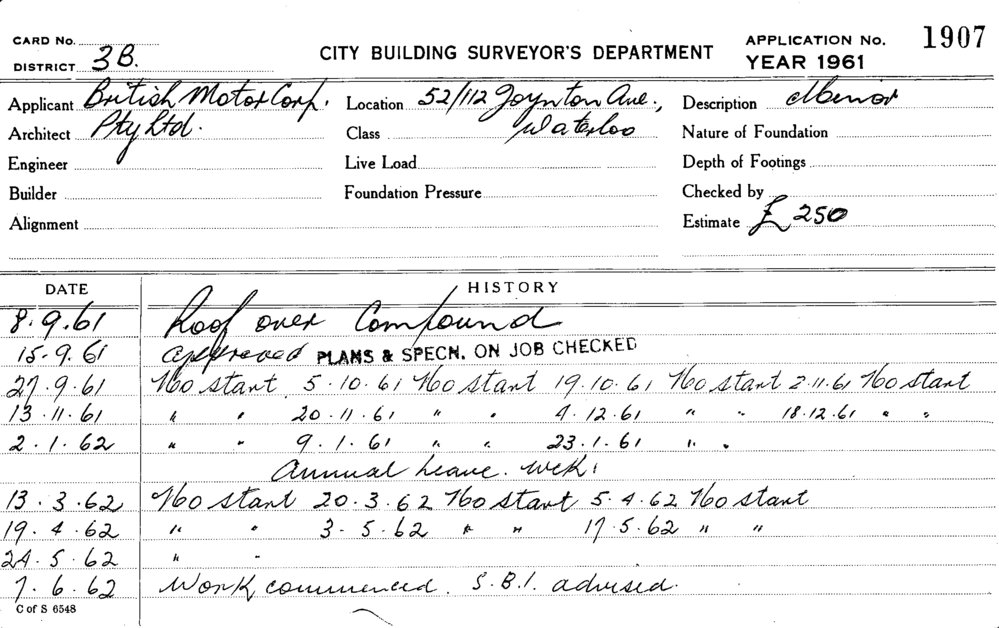 CARD No.
DISTRICT 3B.
CITY BUILDING SURVEYOR'S DEPARTMENT
APPLICATION No. 1907
YEAR 1961
Applicant British Motor Corp. Location 52/112 Joynton Ave., Description Minor
Architect Pty Ltd. Class Waterloo Nature of Foundation
Engineer Live Load Depth of Footings
Builder Foundation Pressure Checked by
Alignment Estimate £250
DATE HISTORY
8.9.61 Roof over Compound
15.9.61 Approved PLANS & SPECN. ON JOB CHECKED
27.9.61 No start 5.10.61 No start 19.10.61 No start 2.11.61 No start
13.11.61 " " 20.11.61 " " 4.12.61 " " 18.12.61 " "
2.1.62 " " 9.1.61 " " 23.1.61 " "
Annual Leave.
13.3.62 No start 20.3.62 No start 5.4.62 No start
19.4.62 " " 3.5.62 " " 17.5.62 " "
24.5.62 " "
7.6.62 Work commenced. S.B.I. advised.
C of S 6548